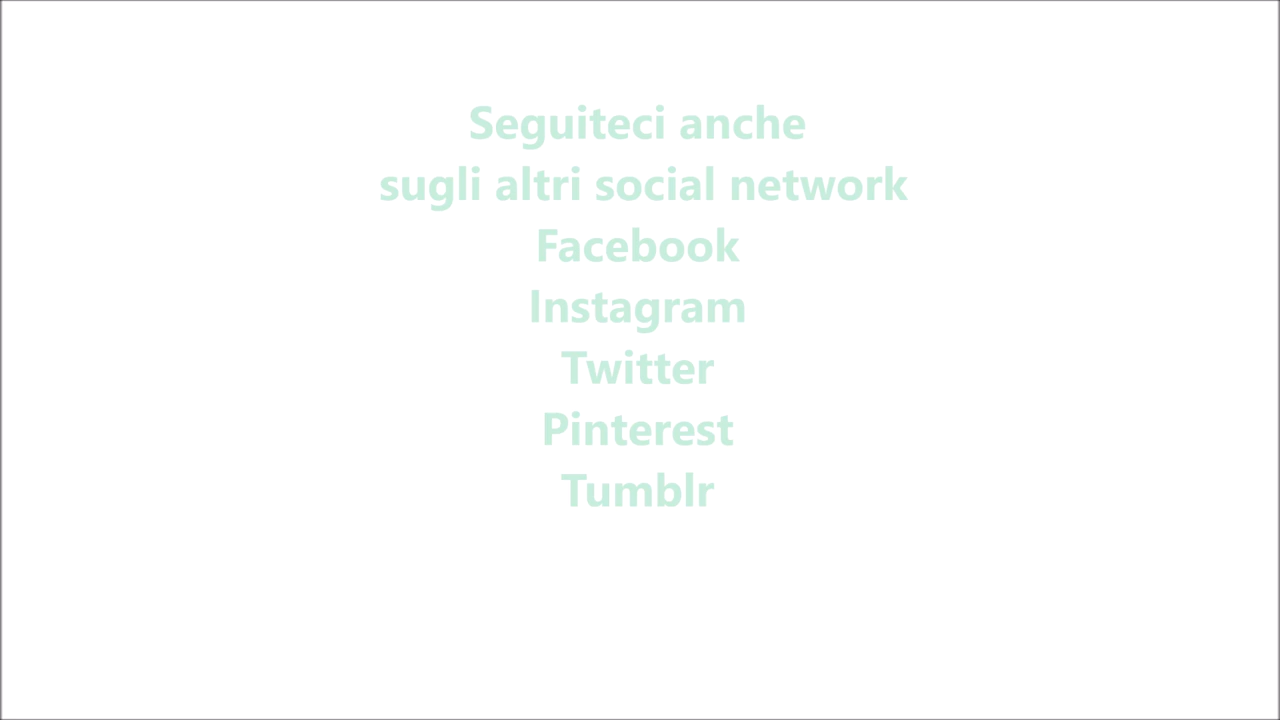 Seguiteci anche
sugli altri social network
Facebook
Instagram
Twitter
Pinterest
Tumblr